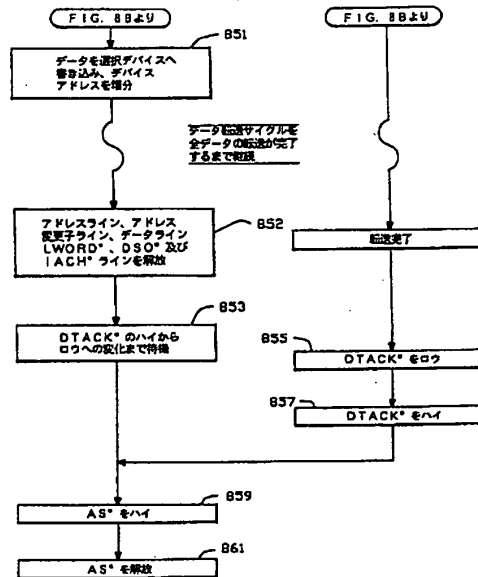 FIG. 8Bより
FIG. 8Bより
851
データを選択デバイスへ
書き込み、デバイス
アドレスを増分
データ転送サイクルを
全データの転送が完了
するまで継続
852
アドレスライン、アドレス
変更子ライン、データライン
LWORD*、DSO* 及び
IACH* ラインを解放
転送完了
853
DTACK* のハイから
ロウへの変化まで待機
855
DTACK* をロウ
857
DTACK* をハイ
859
AS* をハイ
861
AS* を解放